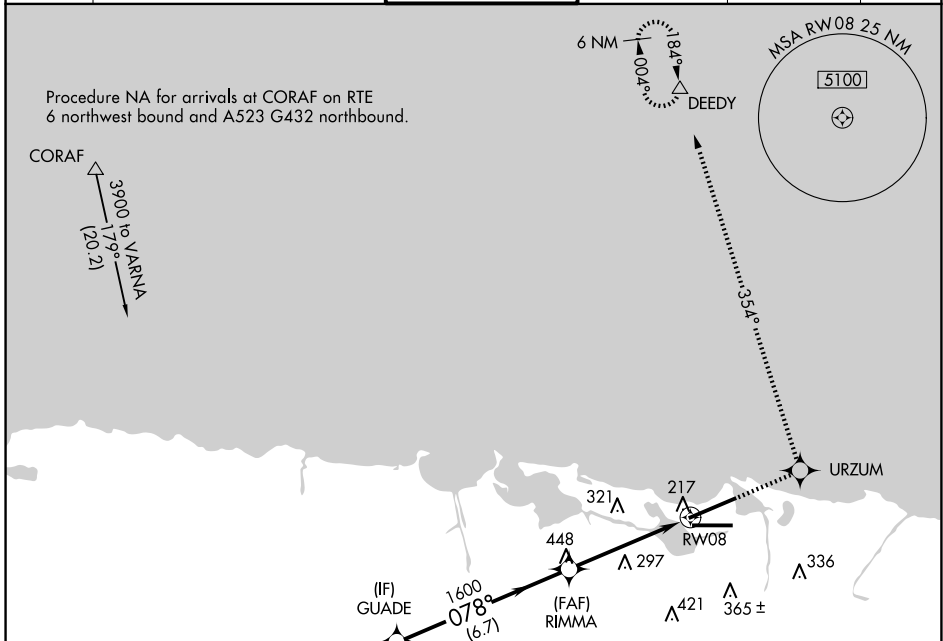 6 NM
004°
184°
DEEDY
MSA RW08 25 NM
5100
Procedure NA for arrivals at CORAF on RTE
6 northwest bound and A523 G432 northbound.
CORAF
3900 to VARNA
179°
(20.2)
354°
URZUM
321
217
RW08
448
297
336
(IF)
GUADE
1600
078°
(6.7)
(FAF)
RIMMA
421
365 ±